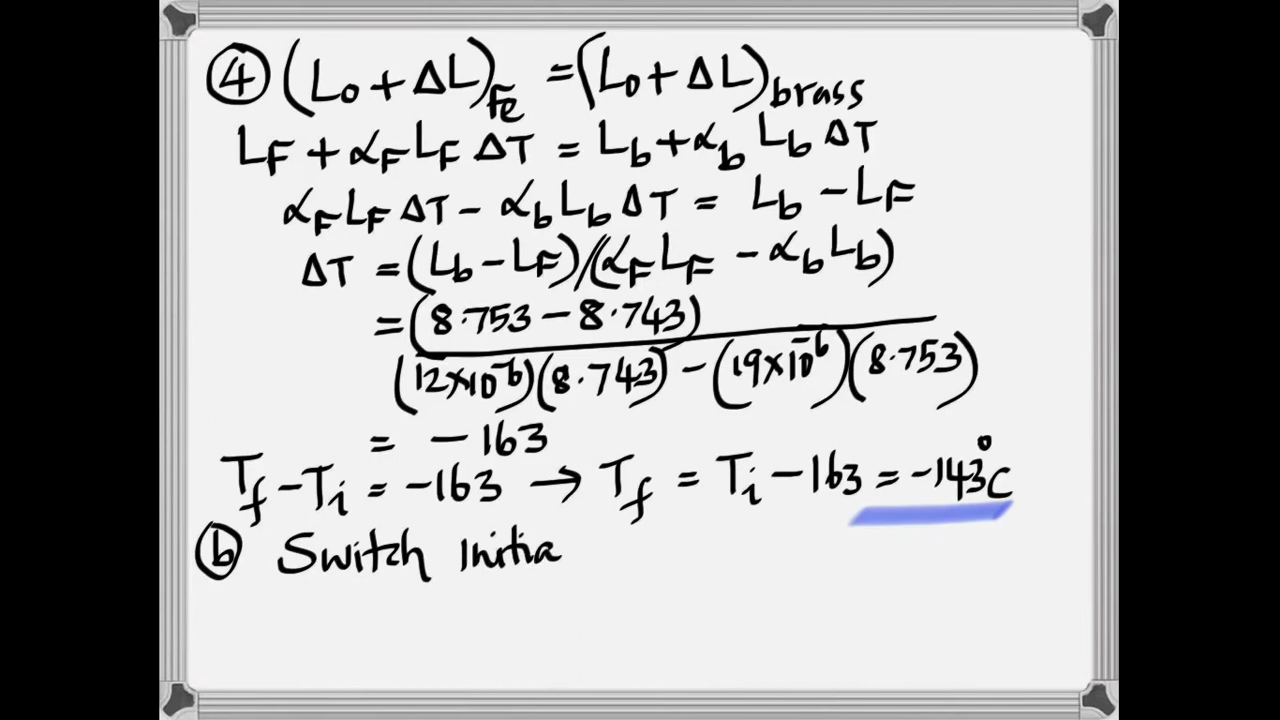 ④ (L₀ + ΔL)Fe = (L₀ + ΔL)brass
LF + αF LF ΔT = Lb + αb Lb ΔT
αF LF ΔT - αb Lb ΔT = Lb - LF
ΔT = (Lb - LF)/(αF LF - αb Lb)
= (8.753 - 8.743)
(12×10⁻⁶)(8.743) - (19×10⁻⁶)(8.753)
= -163
Tf - Ti = -163 → Tf = Ti - 163 = -143°C
ⓑ Switch Initia